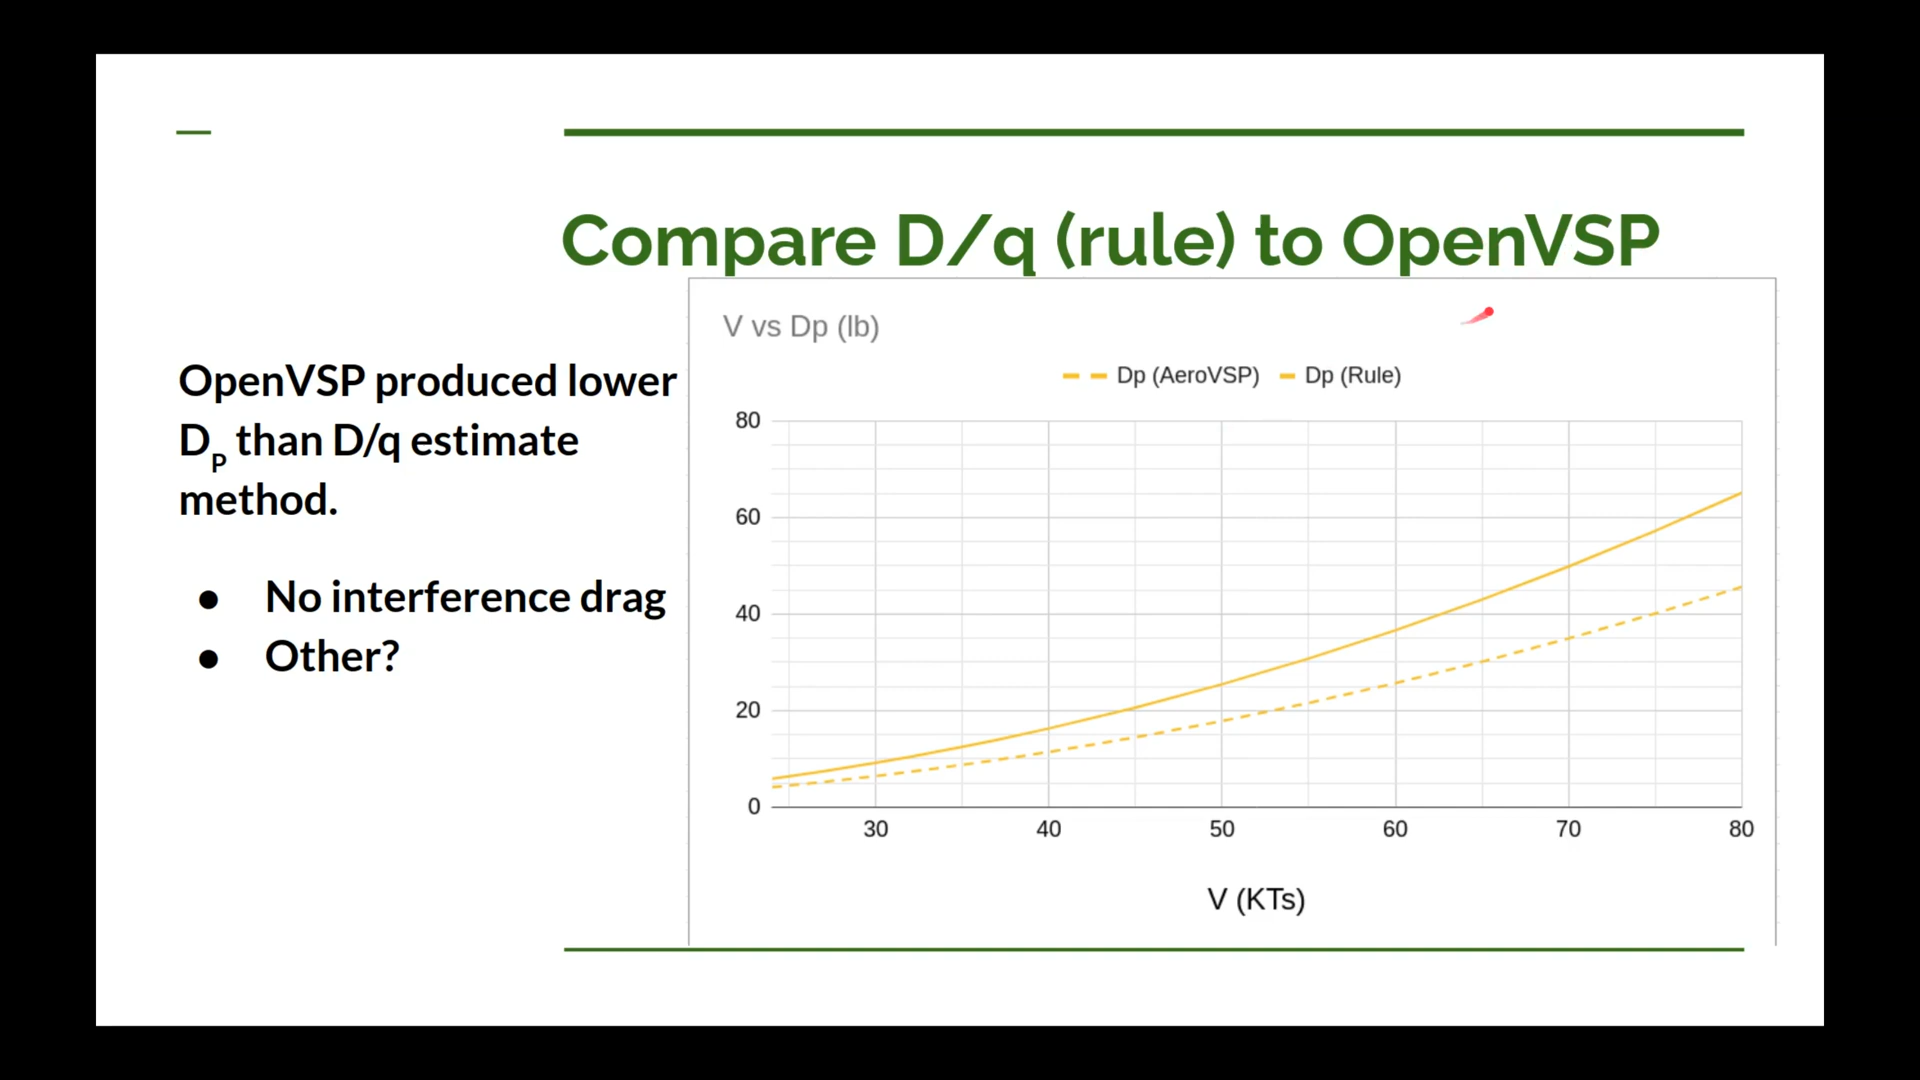 Compare D/q (rule) to OpenVSP
OpenVSP produced lower
DP than D/q estimate
method.
● No interference drag
● Other?
V vs Dp (lb)
Dp (AeroVSP) Dp (Rule)
80
60
40
20
0
30 40 50 60 70 80
V (KTs)